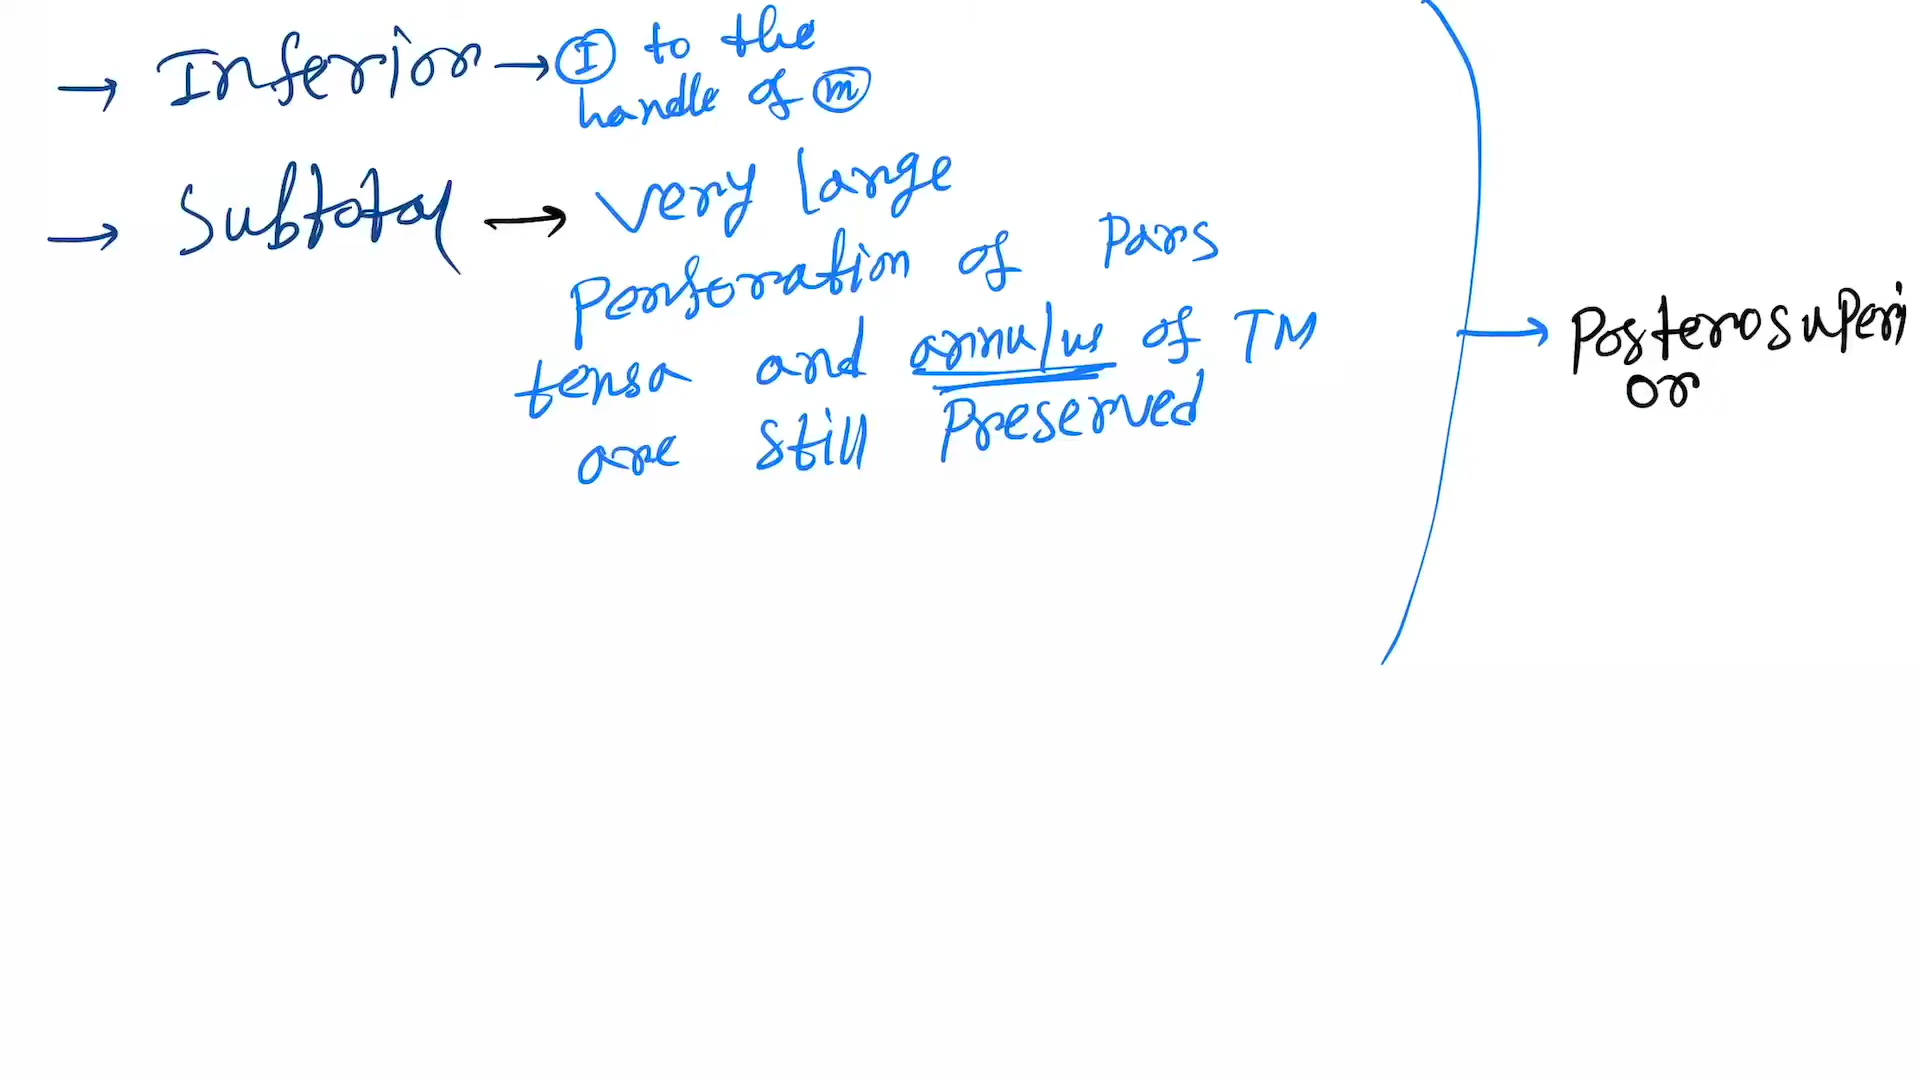 → Inferior → Ⓘ to the
handle of ⓜ
→ Subtotal → very large
Perforation of Pars
tensa and annulus of TM
are still Preserved
→ Posterosuperi
or